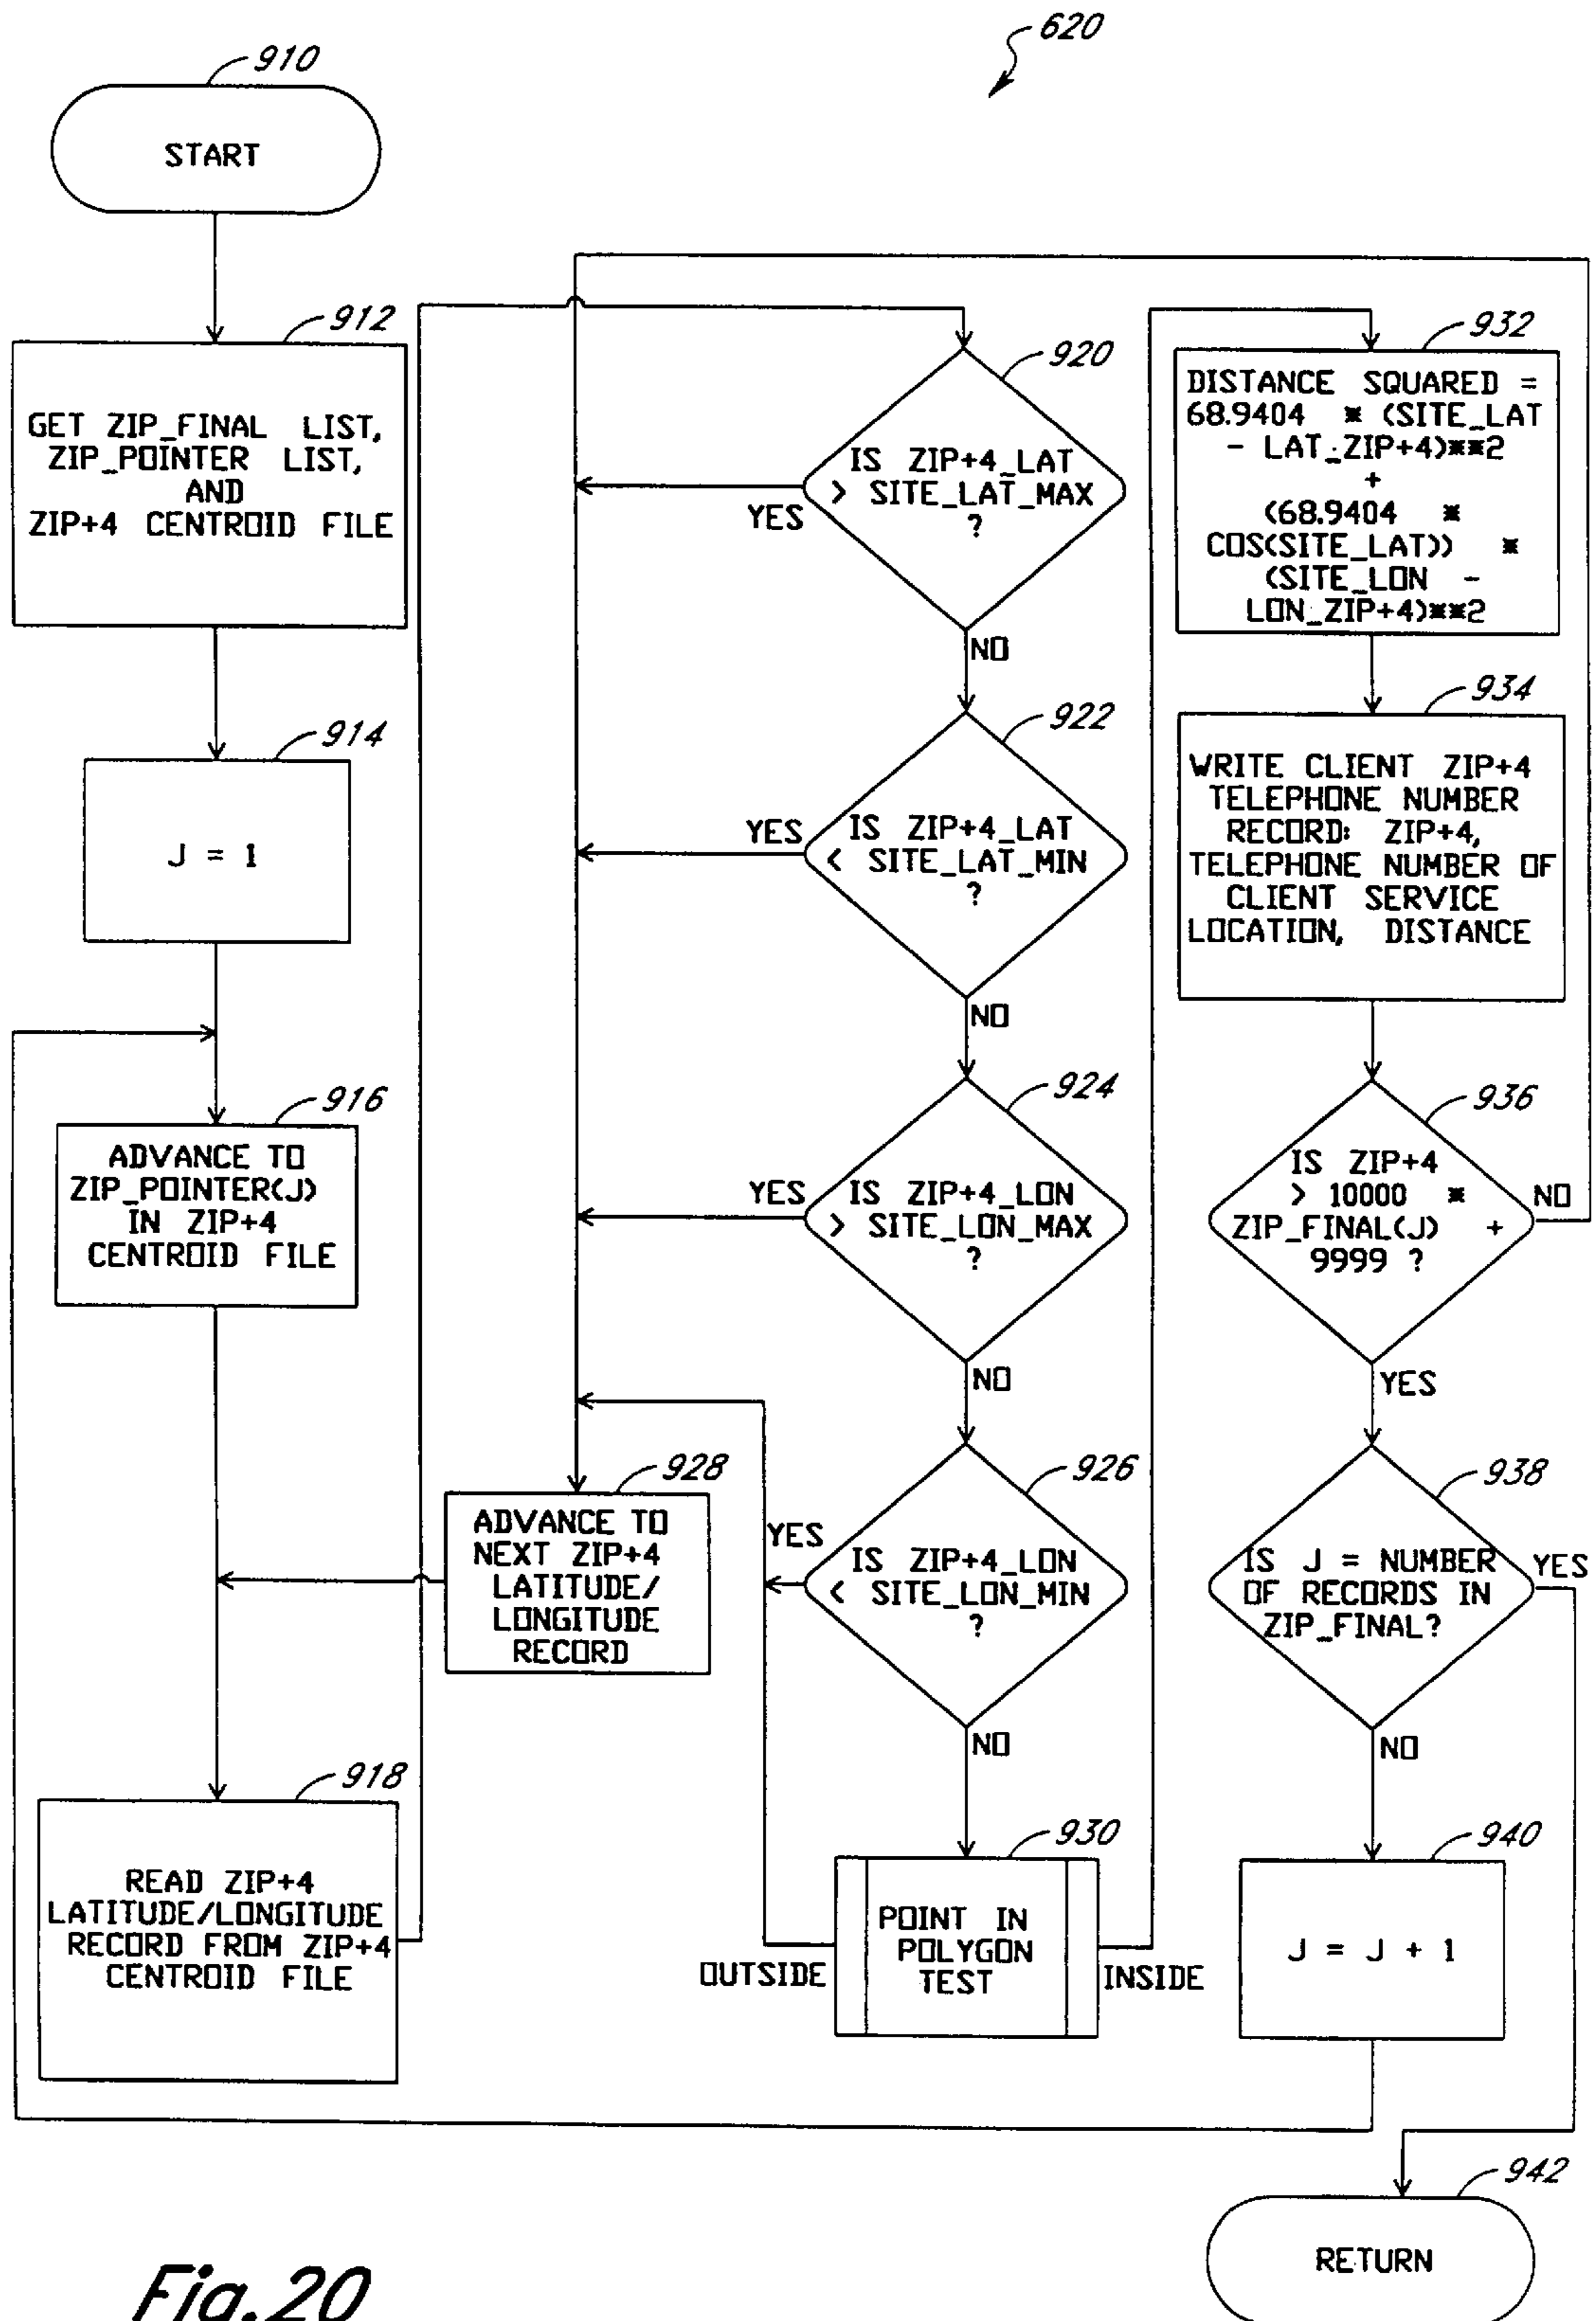 620
910
START
912
GET ZIP_FINAL LIST,
ZIP_POINTER LIST,
AND
ZIP+4 CENTROID FILE
914
J = 1
916
ADVANCE TO
ZIP_POINTER(J)
IN ZIP+4
CENTROID FILE
918
READ ZIP+4
LATITUDE/LONGITUDE
RECORD FROM ZIP+4
CENTROID FILE
920
IS ZIP+4_LAT
> SITE_LAT_MAX
?
YES
NO
922
IS ZIP+4_LAT
< SITE_LAT_MIN
?
YES
NO
924
IS ZIP+4_LON
> SITE_LON_MAX
?
YES
NO
926
IS ZIP+4_LON
< SITE_LON_MIN
?
YES
NO
928
ADVANCE TO
NEXT ZIP+4
LATITUDE/
LONGITUDE
RECORD
930
POINT IN
POLYGON
TEST
OUTSIDE
INSIDE
932
DISTANCE SQUARED =
68.9404 * (SITE_LAT
- LAT_ZIP+4)**2
+
(68.9404 *
COS(SITE_LAT)) *
(SITE_LON -
LON_ZIP+4)**2
934
WRITE CLIENT ZIP+4
TELEPHONE NUMBER
RECORD: ZIP+4,
TELEPHONE NUMBER OF
CLIENT SERVICE
LOCATION, DISTANCE
936
IS ZIP+4
> 10000 *
ZIP_FINAL(J) +
9999 ?
NO
YES
938
IS J = NUMBER
OF RECORDS IN
ZIP_FINAL?
YES
NO
940
J = J + 1
942
RETURN
Fig.20